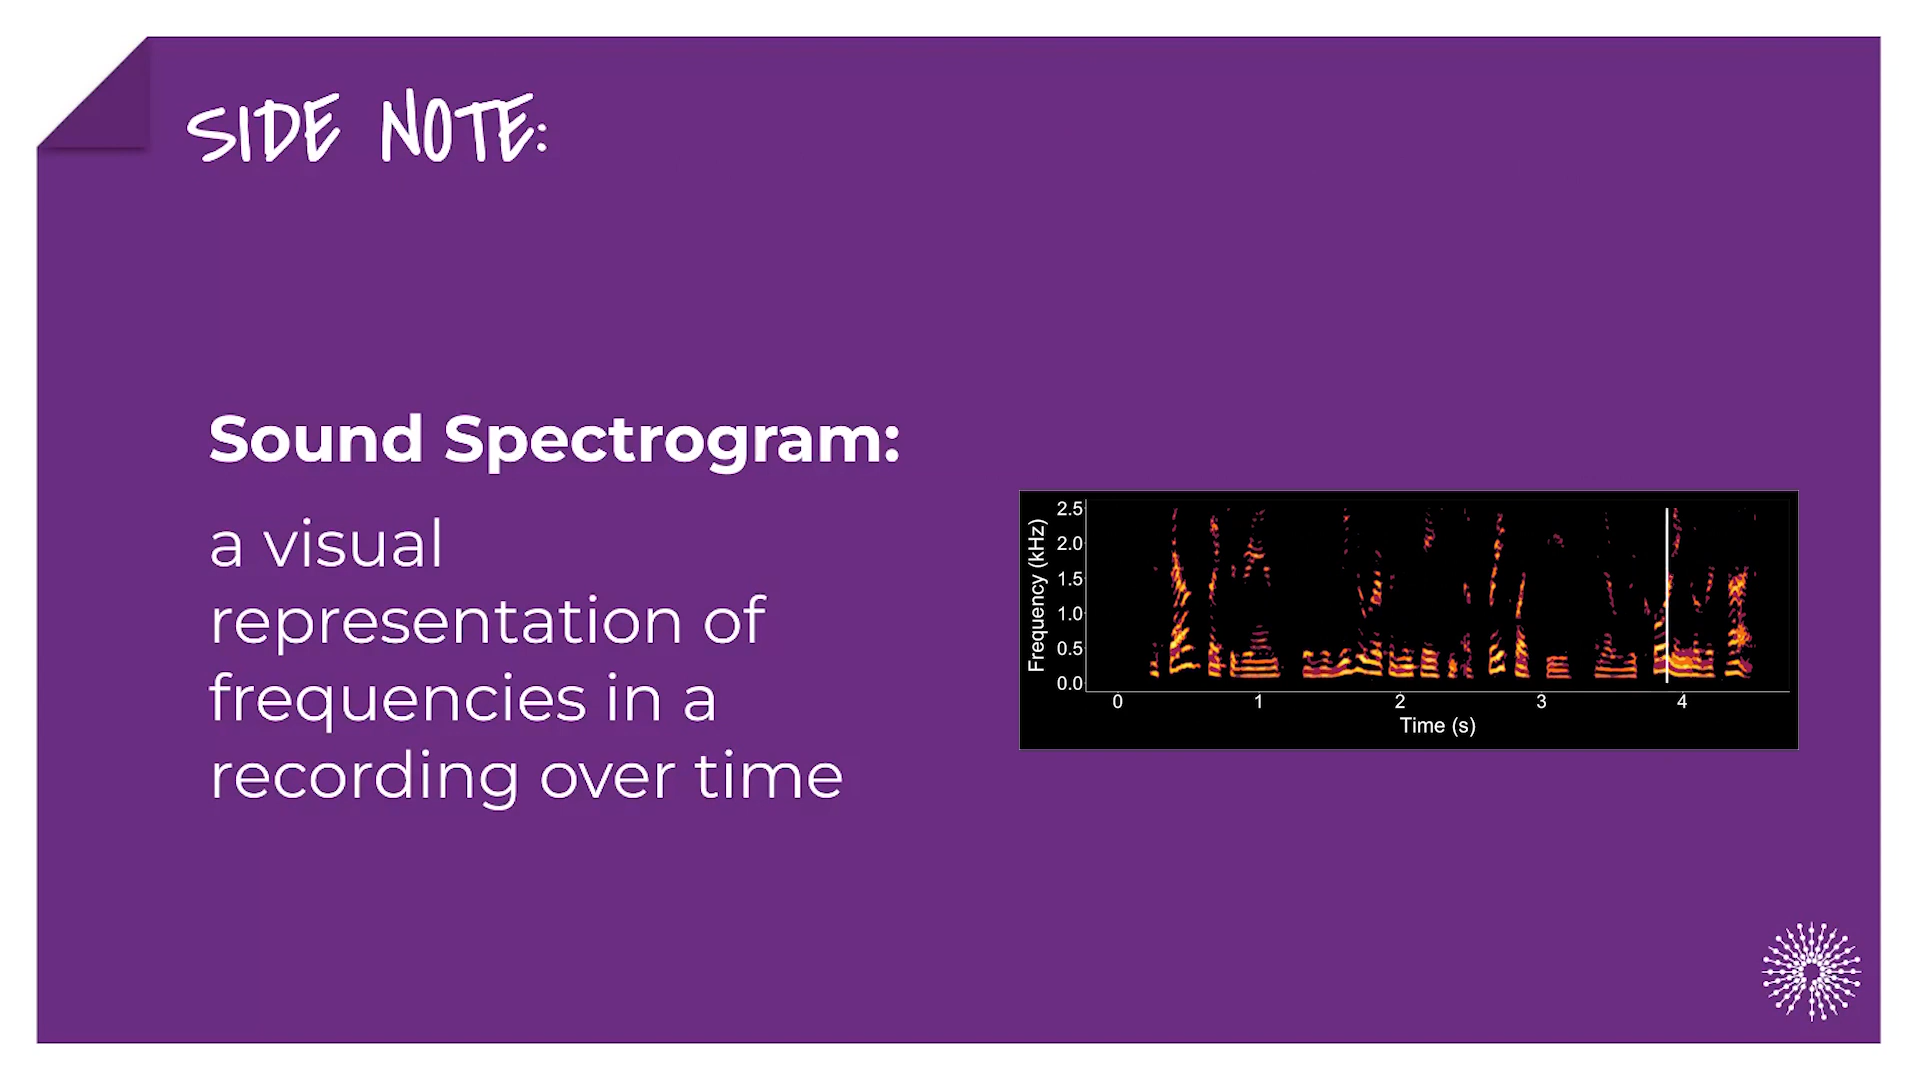 SIDE NOTE:
Sound Spectrogram:
a visual
representation of
frequencies in a
recording over time
Frequency (kHz)
2.5
2.0
1.5
1.0
0.5
0.0
0 1 2 3 4
Time (s)